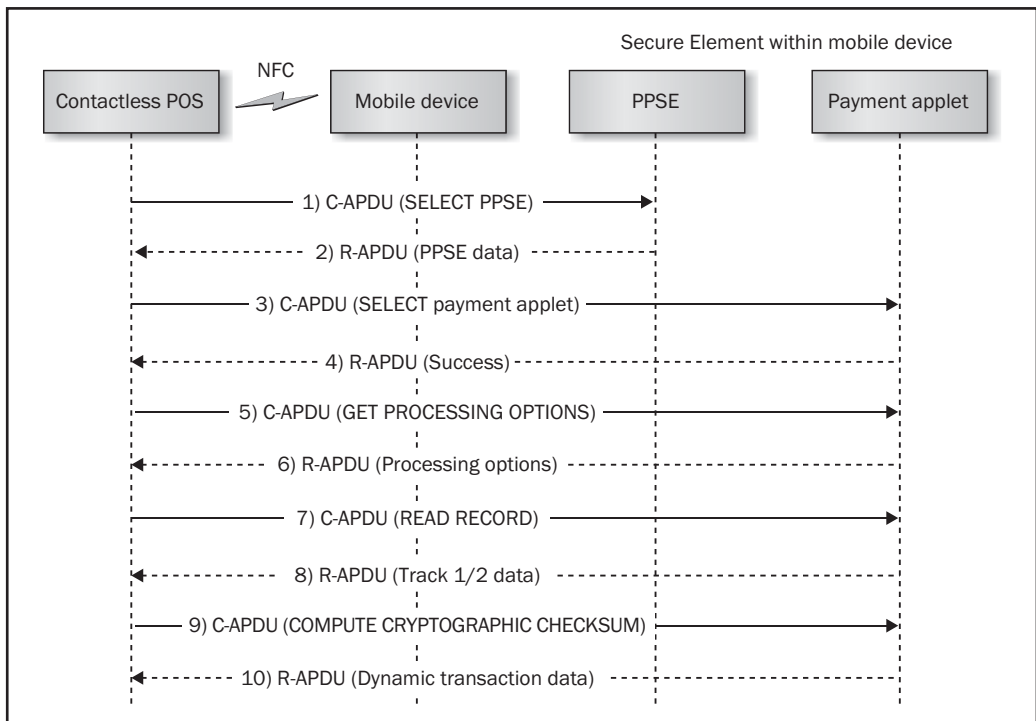 Secure Element within mobile device
NFC
Contactless POS
Mobile device
PPSE
Payment applet
1) C-APDU (SELECT PPSE)
2) R-APDU (PPSE data)
3) C-APDU (SELECT payment applet)
4) R-APDU (Success)
5) C-APDU (GET PROCESSING OPTIONS)
6) R-APDU (Processing options)
7) C-APDU (READ RECORD)
8) R-APDU (Track 1/2 data)
9) C-APDU (COMPUTE CRYPTOGRAPHIC CHECKSUM)
10) R-APDU (Dynamic transaction data)